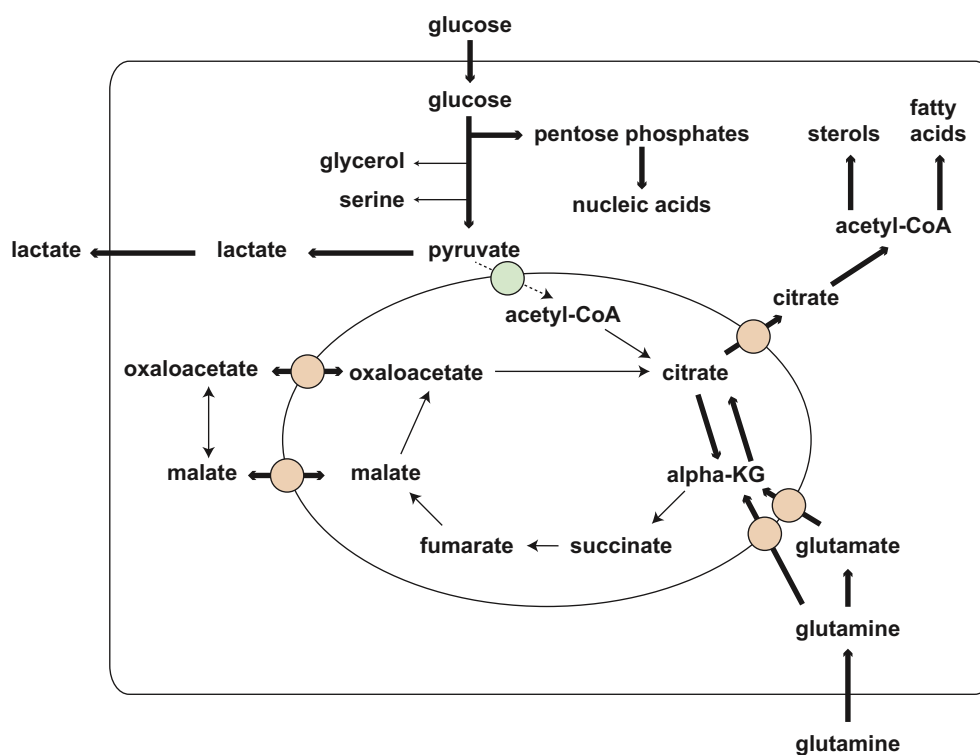 glucose
glucose
fatty
acids
pentose phosphates
sterols
glycerol
serine
nucleic acids
acetyl-CoA
lactate
lactate
pyruvate
citrate
acetyl-CoA
oxaloacetate
oxaloacetate
citrate
malate
malate
alpha-KG
fumarate
succinate
glutamate
glutamine
glutamine